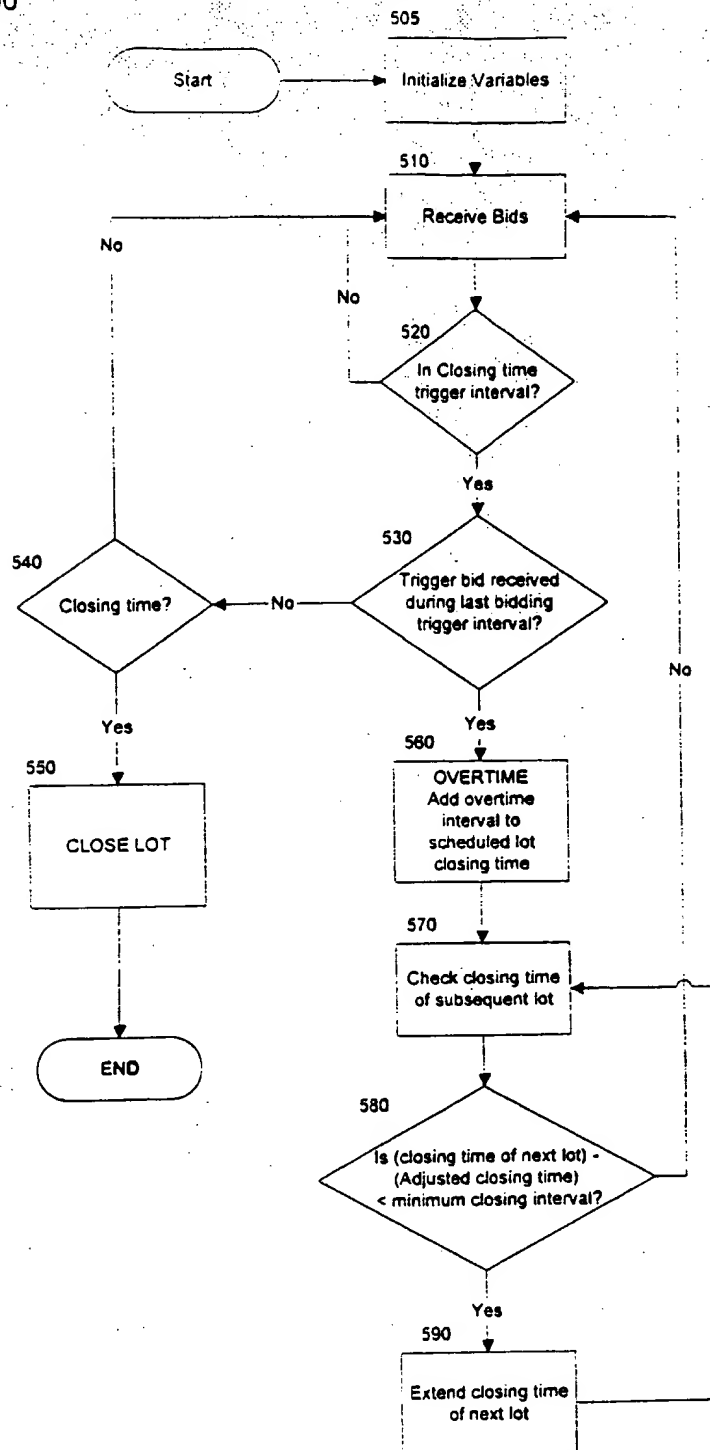 505
Start
Initialize Variables
510
Receive Bids
No
No
520
In Closing time
trigger interval?
Yes
530
Trigger bid received
during last bidding
trigger interval?
540
Closing time?
No
No
Yes
Yes
560
OVERTIME
Add overtime
interval to
scheduled lot
closing time
550
CLOSE LOT
570
Check closing time
of subsequent lot
END
580
Is (closing time of next lot) -
(Adjusted closing time)
< minimum closing interval?
Yes
590
Extend closing time
of next lot